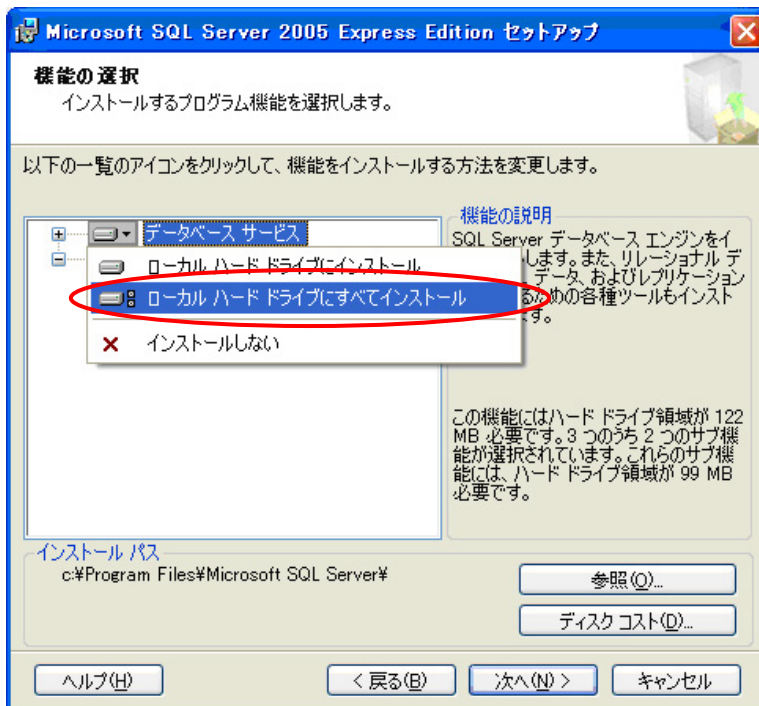 Microsoft SQL Server 2005 Express Edition セットアップ
機能の選択
インストールするプログラム機能を選択します。
以下の一覧のアイコンをクリックして、機能をインストールする方法を変更します。
データベース サービス
ローカル ハード ドライブにインストール
ローカル ハード ドライブにすべてインストール
インストールしない
機能の説明
SQL Server データベース エンジンをイ
します。また、リレーショナル デ
データ、およびレプリケーション
るための各種ツールもインスト
ます。
この機能にはハード ドライブ領域が 122
MB 必要です。3 つのうち 2 つのサブ機
能が選択されています。これらのサブ機
能には、ハード ドライブ領域が 99 MB
必要です。
インストール パス
c:¥Program Files¥Microsoft SQL Server¥
参照(O)...
ディスク コスト(D)...
ヘルプ(H)
< 戻る(B)
次へ(N) >
キャンセル